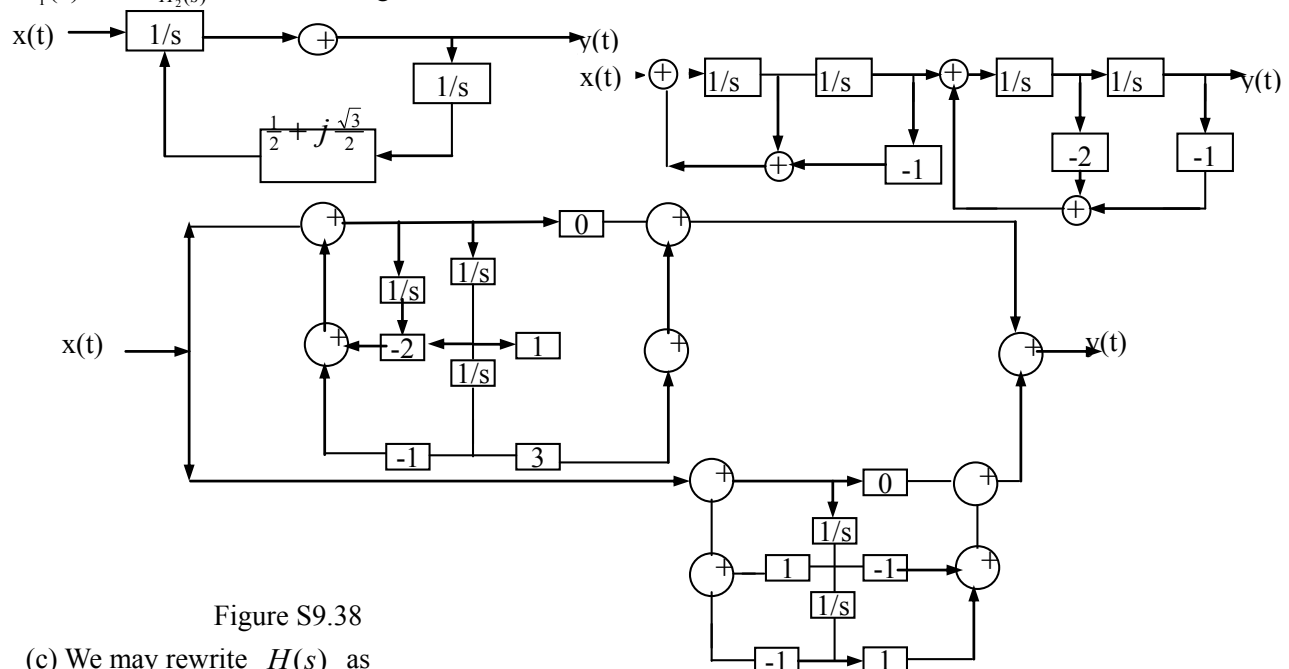 x(t) 1/s + y(t)
1/s
1/2 + j √3/2
x(t) + 1/s 1/s + 1/s 1/s y(t)
-2 -1
+ -1
+
+ 0 +
1/s 1/s
x(t) + -2 1 + + y(t)
1/s
-1 3
+ 0 +
1/s
+ 1 -1 +
1/s
Figure S9.38
-1 1
(c) We may rewrite H(s) as